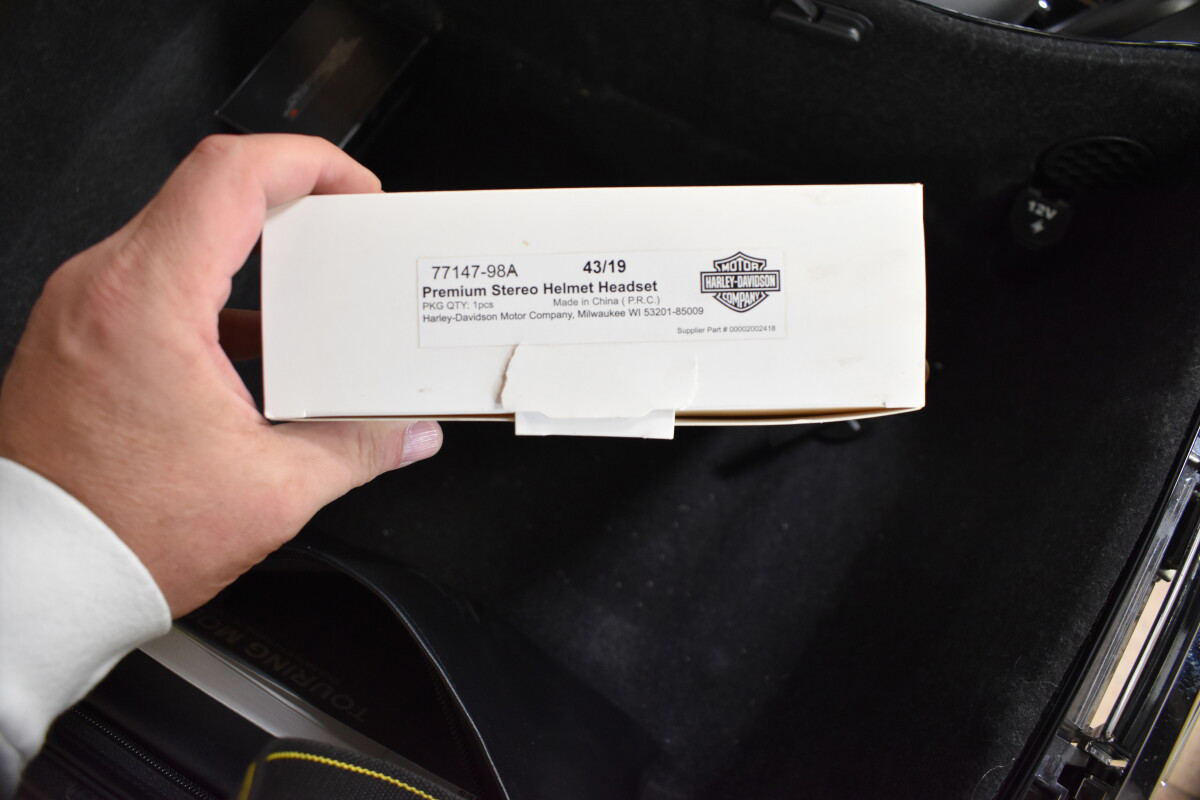 12V
77147-98A 43/19
Premium Stereo Helmet Headset
PKG QTY: 1pcs Made in China ( P.R.C.)
Harley-Davidson Motor Company, Milwaukee WI 53201-85009
Supplier Part # 00002002418
MOTOR
HARLEY-DAVIDSON
COMPANY
TOURING MO